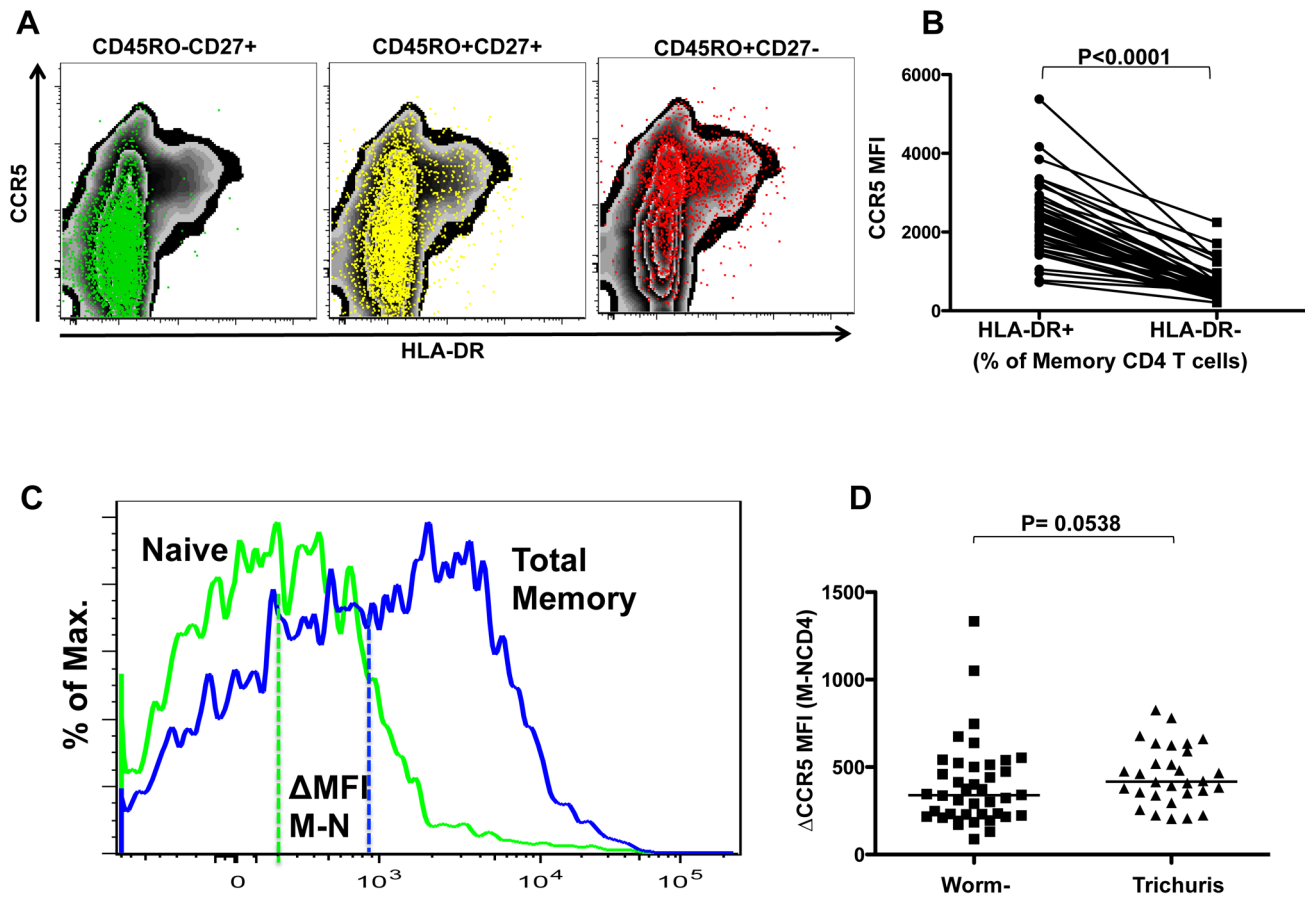 A
CD45RO-CD27+
CD45RO+CD27+
CD45RO+CD27-
CCR5
HLA-DR
B
P<0.0001
6000
4000
2000
0
CCR5 MFI
HLA-DR+
HLA-DR-
(% of Memory CD4 T cells)
C
Naive
Total
Memory
% of Max.
ΔMFI
M-N
0
10³
10⁴
10⁵
D
P= 0.0538
1500
1000
500
0
ΔCCR5 MFI (M-NCD4)
Worm-
Trichuris